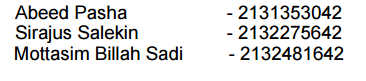 Abeed Pasha - 2131353042
Sirajus Salekin - 2132275642
Mottasim Billah Sadi - 2132481642